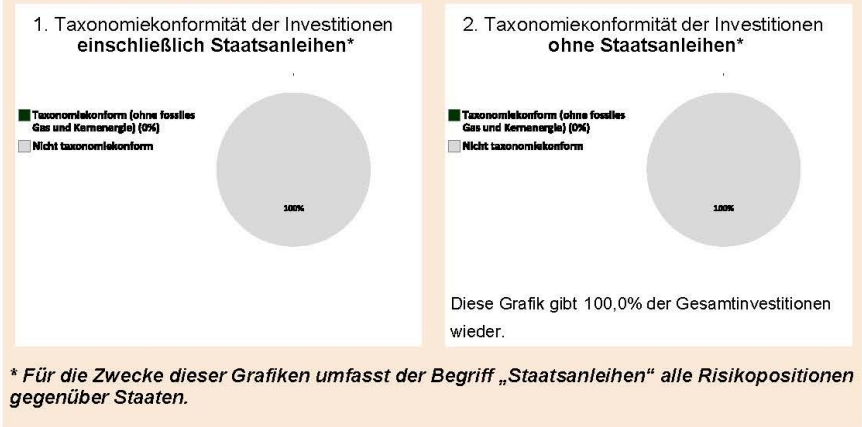 1. Taxonomiekonformität der Investitionen
einschließlich Staatsanleihen*
Taxonomiekonform (ohne fossiles
Gas und Kernenergie) (0%)
Nicht taxonomiekonform
100%
2. Taxonomiekonformität der Investitionen
ohne Staatsanleihen*
Taxonomiekonform (ohne fossiles
Gas und Kernenergie) (0%)
Nicht taxonomiekonform
100%
Diese Grafik gibt 100,0% der Gesamtinvestitionen
wieder.
* Für die Zwecke dieser Grafiken umfasst der Begriff „Staatsanleihen“ alle Risikopositionen
gegenüber Staaten.